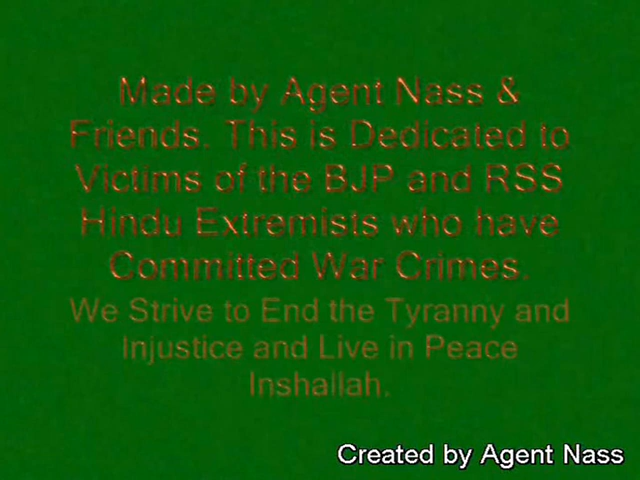 Made by Agent Nass &
Friends. This is Dedicated to
Victims of the BJP and RSS
Hindu Extremists who have
Committed War Crimes.
We Strive to End the Tyranny and
Injustice and Live in Peace
Inshallah.
Created by Agent Nass